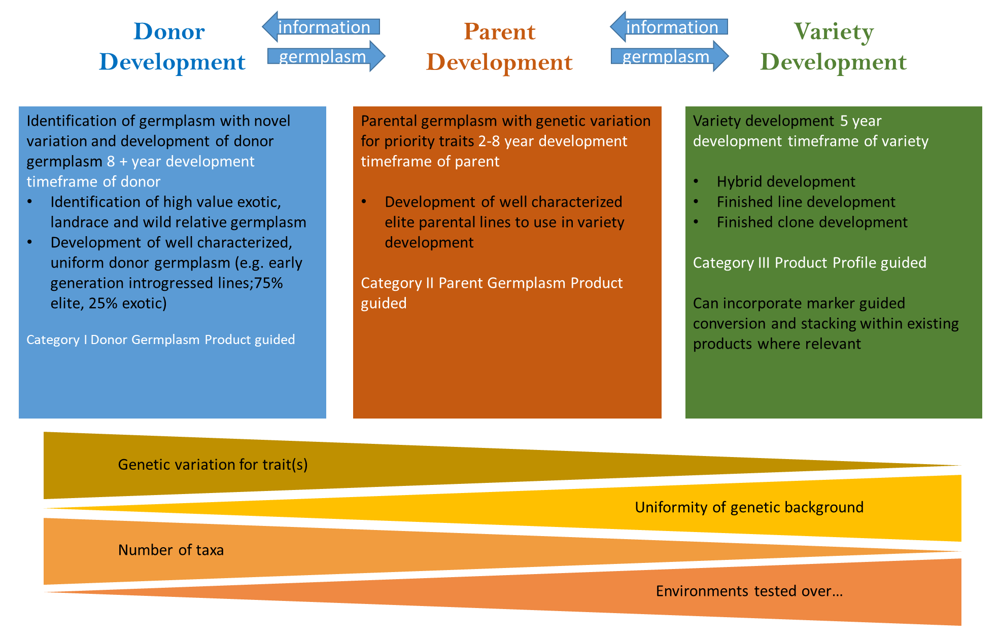 Donor
Development
information
germplasm
Parent
Development
information
germplasm
Variety
Development
Identification of germplasm with novel
variation and development of donor
germplasm 8 + year development
timeframe of donor
• Identification of high value exotic,
landrace and wild relative germplasm
• Development of well characterized,
uniform donor germplasm (e.g. early
generation introgressed lines;75%
elite, 25% exotic)
Category I Donor Germplasm Product guided
Parental germplasm with genetic variation
for priority traits 2-8 year development
timeframe of parent
• Development of well characterized
elite parental lines to use in variety
development
Category II Parent Germplasm Product
guided
Variety development 5 year
development timeframe of variety
• Hybrid development
• Finished line development
• Finished clone development
Category III Product Profile guided
Can incorporate marker guided
conversion and stacking within existing
products where relevant
Genetic variation for trait(s)
Uniformity of genetic background
Number of taxa
Environments tested over...